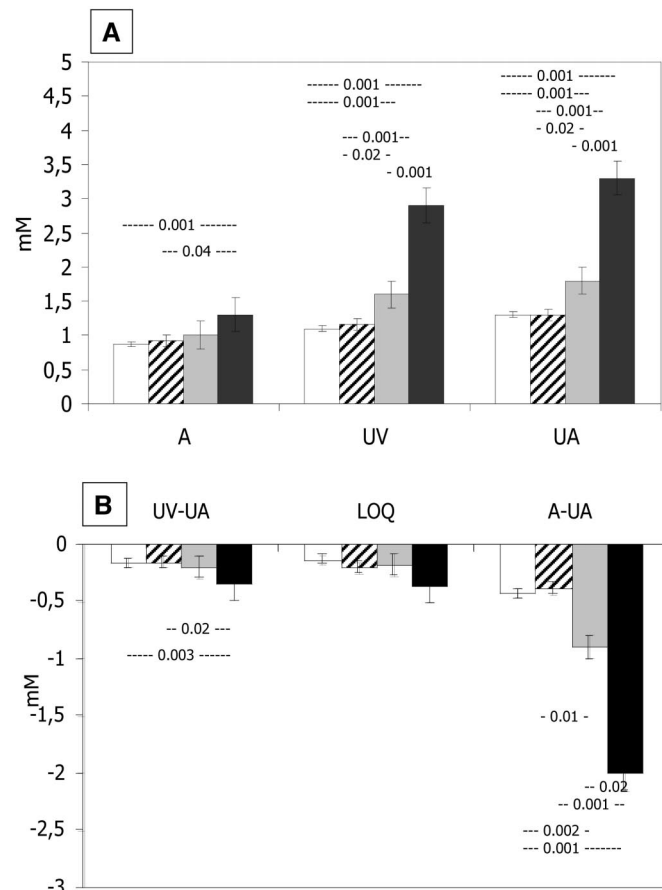 A
5
4,5
4
3,5
3
2,5
2
1,5
1
0,5
0
mM
------ 0.001 --------
--- 0.04 ----
----- 0.001 -------
---- 0.001 ---
--- 0.001 --
- 0.02 -
- 0.001
----- 0.001 -------
---- 0.001 ---
--- 0.001 --
- 0.02 -
- 0.001
A UV UA
B
UV-UA LOQ A-UA
0
-0,5
-1
-1,5
-2
-2,5
-3
mM
-- 0.02 ----
----- 0.003 ------
- 0.01 -
-- 0.02
-- 0.001 --
--- 0.002 --
--- 0.001 -------